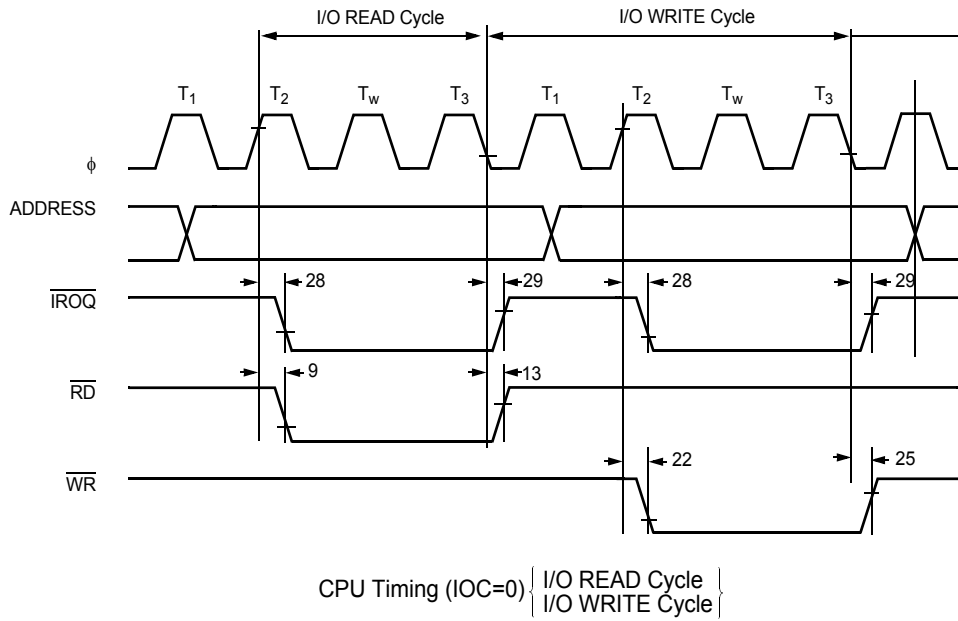 I/O READ Cycle I/O WRITE Cycle
T1 T2 Tw T3 T1 T2 Tw T3
ϕ
ADDRESS
28 29 28 29
IROQ
9 13
RD
22 25
WR
CPU Timing (IOC=0) { I/O READ Cycle
I/O WRITE Cycle }